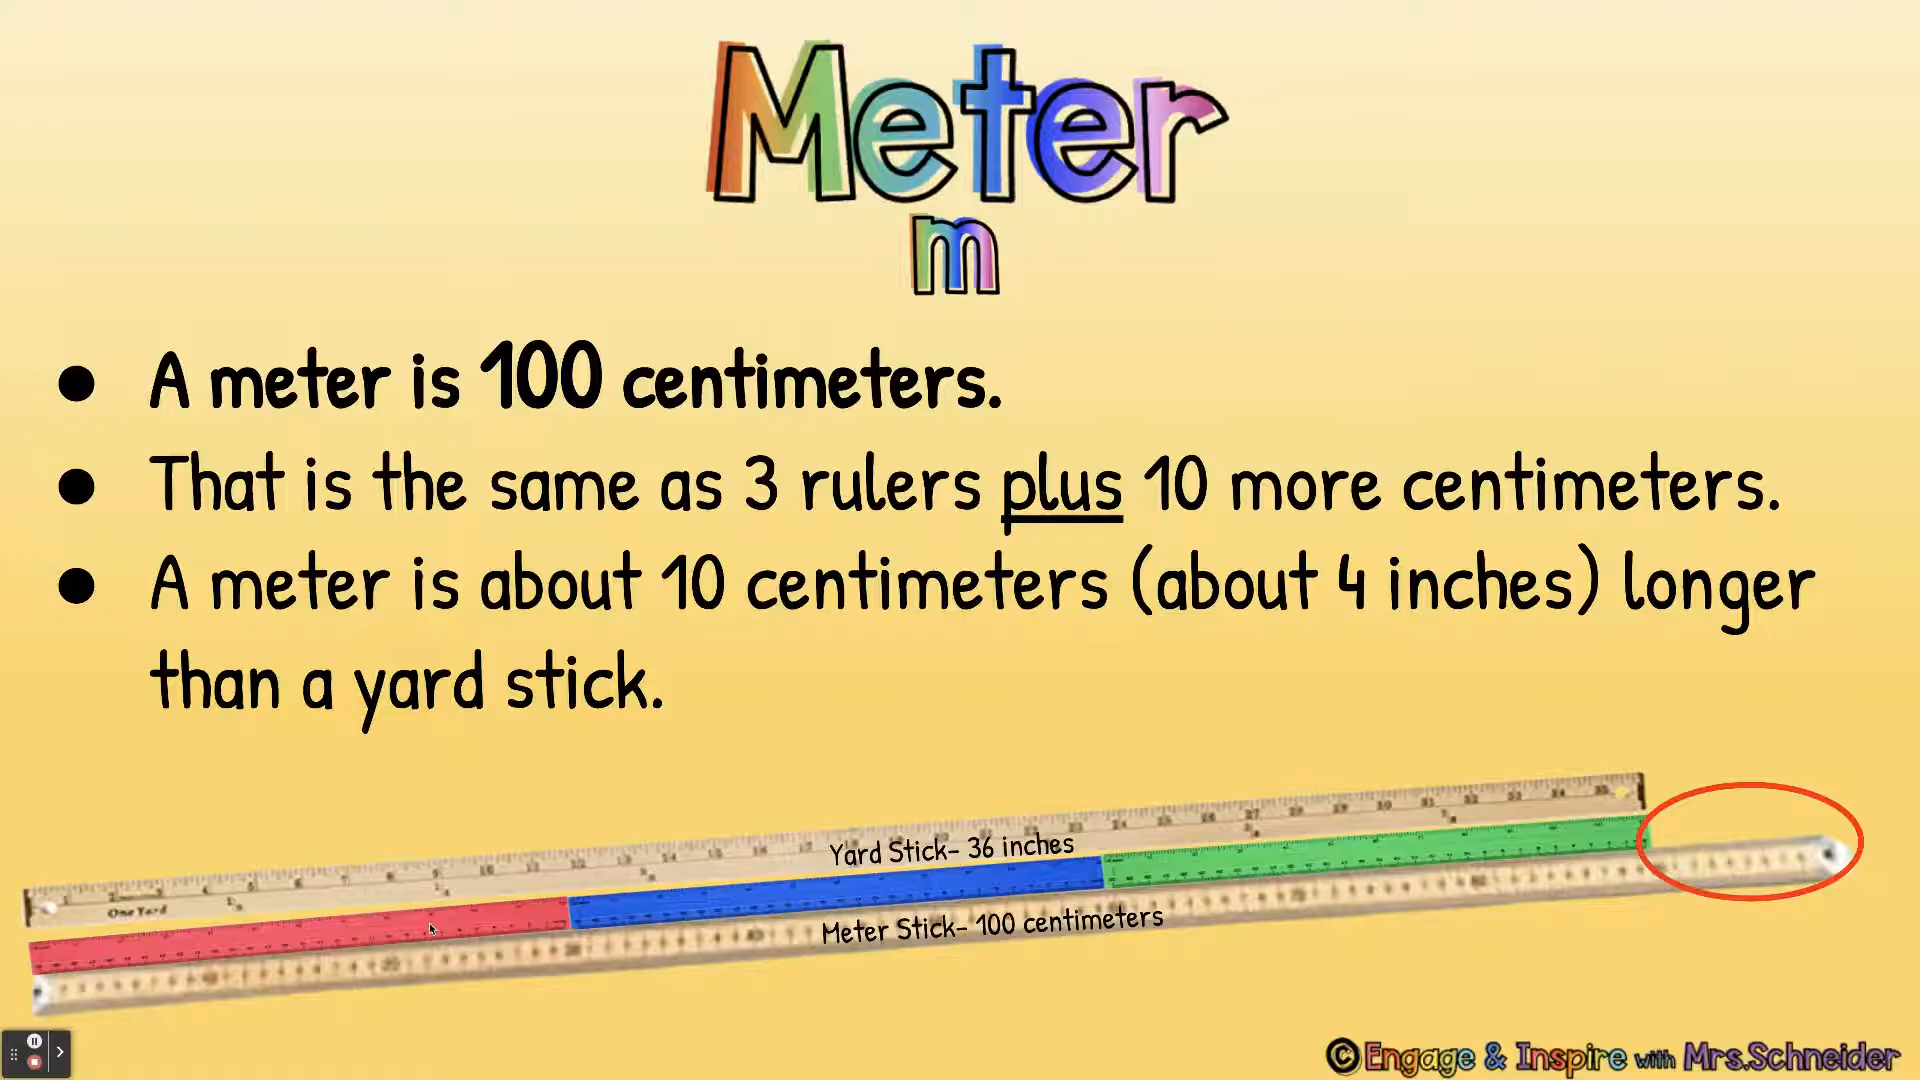 Meter
m
● A meter is 100 centimeters.
● That is the same as 3 rulers plus 10 more centimeters.
● A meter is about 10 centimeters (about 4 inches) longer
than a yard stick.
Yard Stick- 36 inches
One Yard
Meter Stick- 100 centimeters
©Engage & Inspire with Mrs.Schneider